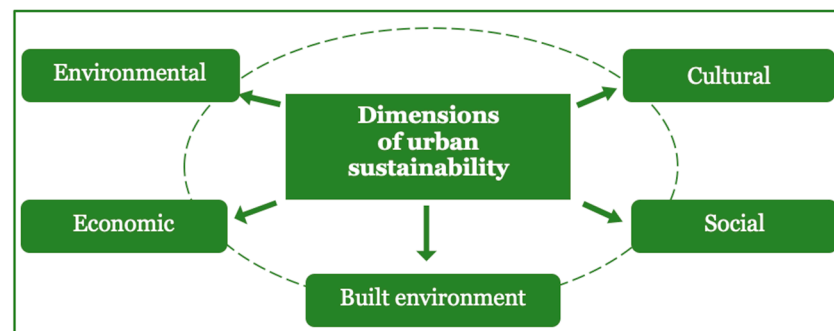 Environmental
Cultural
Dimensions
of urban
sustainability
Economic
Social
Built environment